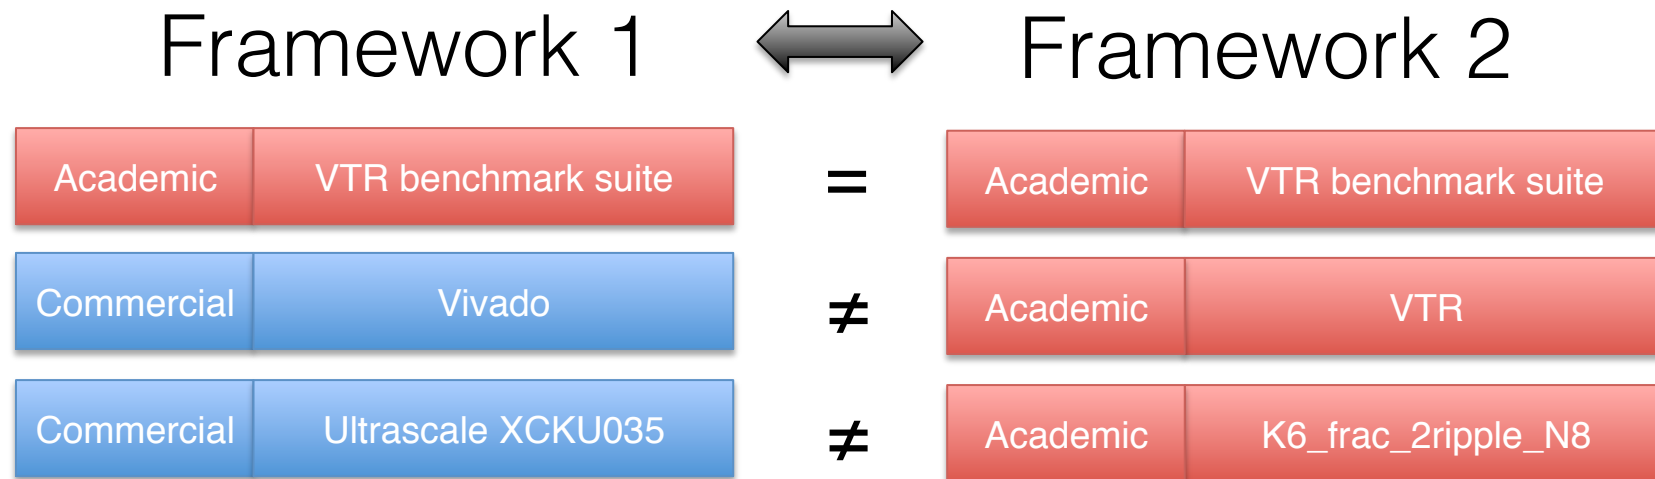 Framework 1 Framework 2
Academic VTR benchmark suite = Academic VTR benchmark suite
Commercial Vivado ≠ Academic VTR
Commercial Ultrascale XCKU035 ≠ Academic K6_frac_2ripple_N8